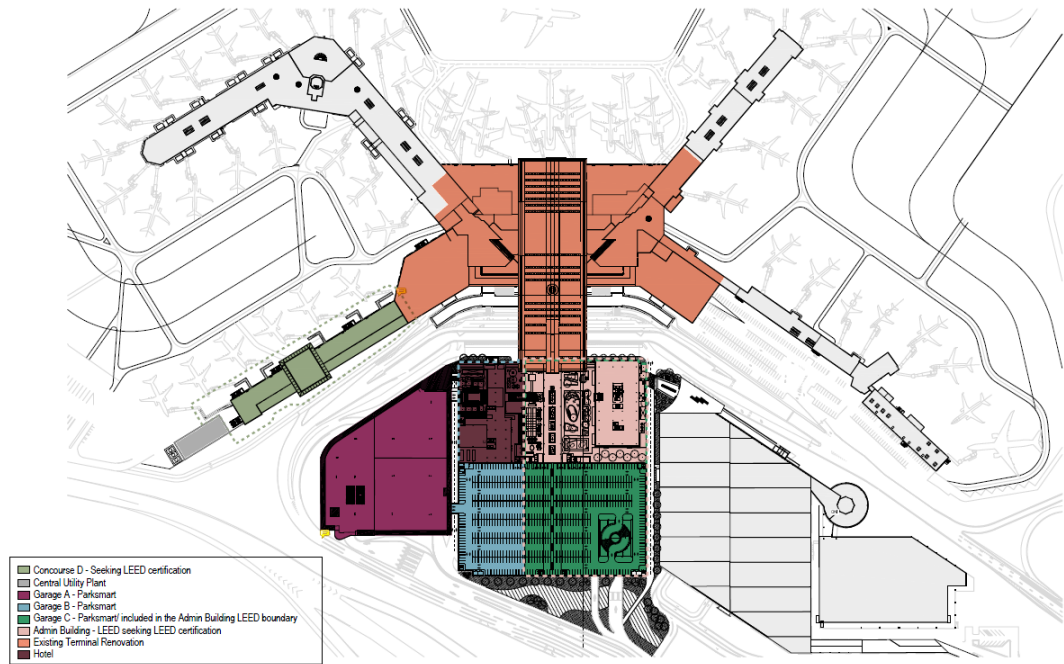 Concourse D - Seeking LEED certification
Central Utility Plant
Garage A - Parksmart
Garage B - Parksmart
Garage C - Parksmart/ included in the Admin Building LEED boundary
Admin Building - LEED seeking LEED certification
Existing Terminal Renovation
Hotel